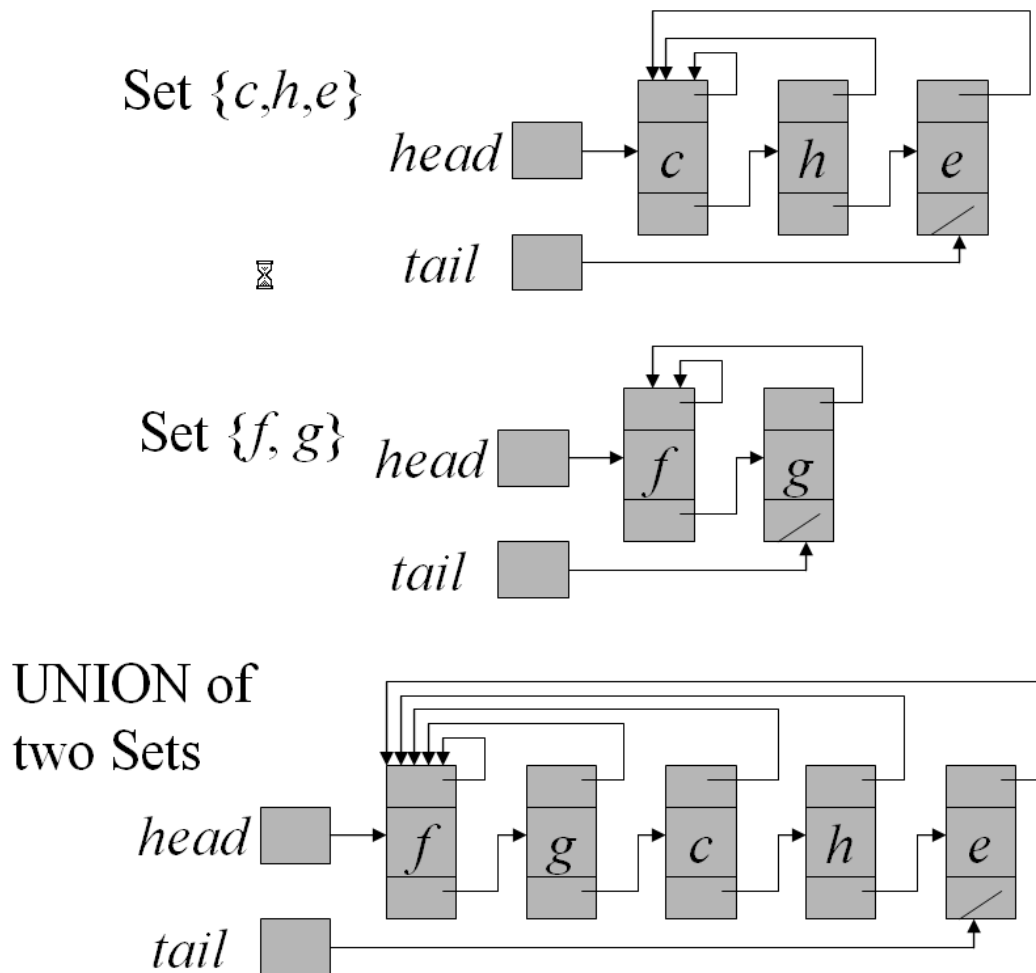 Set {c,h,e}
head
c
h
e
tail
Set {f, g}
head
f
g
tail
UNION of
two Sets
head
f
g
c
h
e
tail